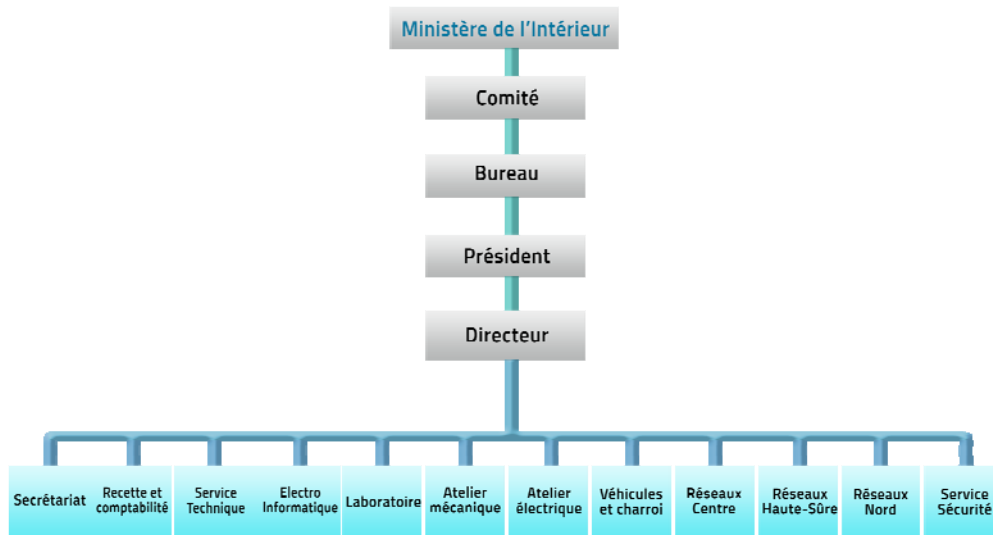 Ministère de l'Intérieur
Comité
Bureau
Président
Directeur
Secrétariat
Recette et
comptabilité
Service
Technique
Electro
Informatique
Laboratoire
Atelier
mécanique
Atelier
électrique
Véhicules
et charroi
Réseaux
Centre
Réseaux
Haute-Sûre
Réseaux
Nord
Service
Sécurité